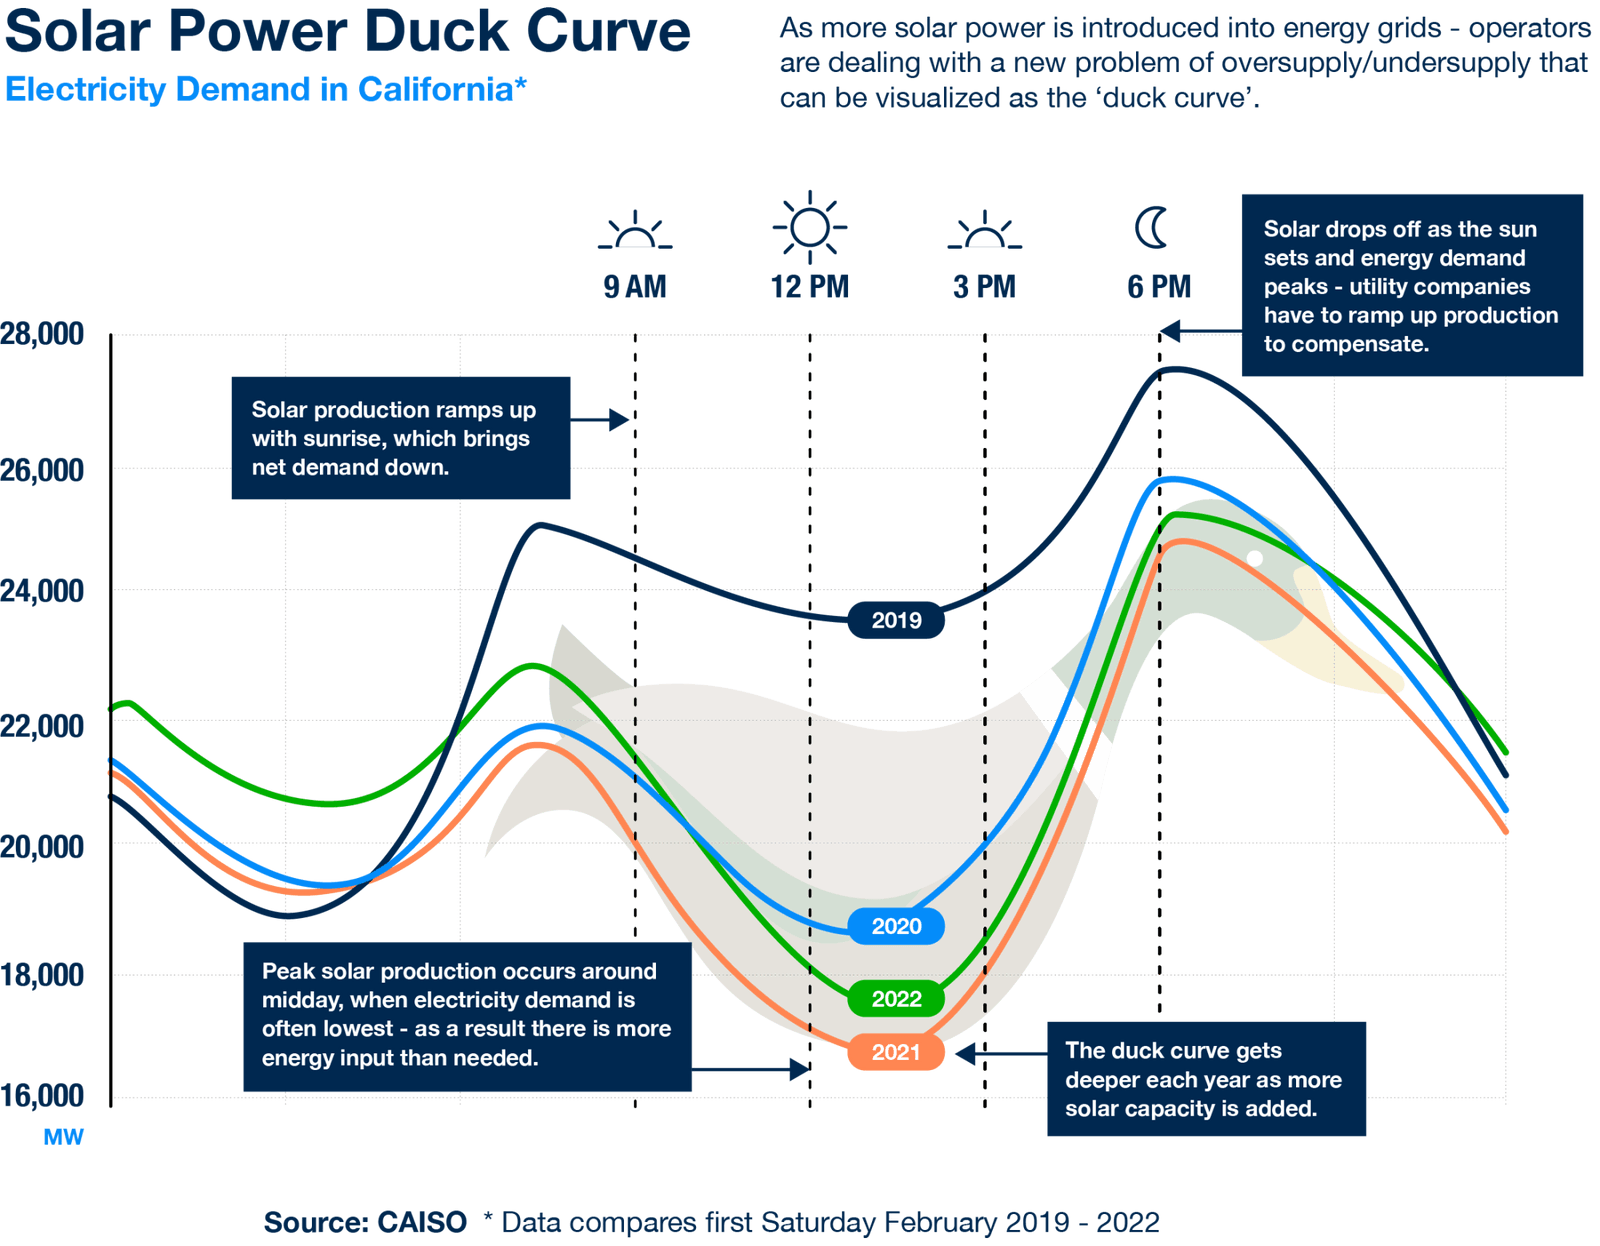 Solar Power Duck Curve
Electricity Demand in California*
As more solar power is introduced into energy grids - operators
are dealing with a new problem of oversupply/undersupply that
can be visualized as the ‘duck curve’.
9 AM
12 PM
3 PM
6 PM
Solar drops off as the sun
sets and energy demand
peaks - utility companies
have to ramp up production
to compensate.
28,000
26,000
24,000
22,000
20,000
18,000
16,000
MW
Solar production ramps up
with sunrise, which brings
net demand down.
2019
2020
2022
2021
Peak solar production occurs around
midday, when electricity demand is
often lowest - as a result there is more
energy input than needed.
The duck curve gets
deeper each year as more
solar capacity is added.
Source: CAISO * Data compares first Saturday February 2019 - 2022